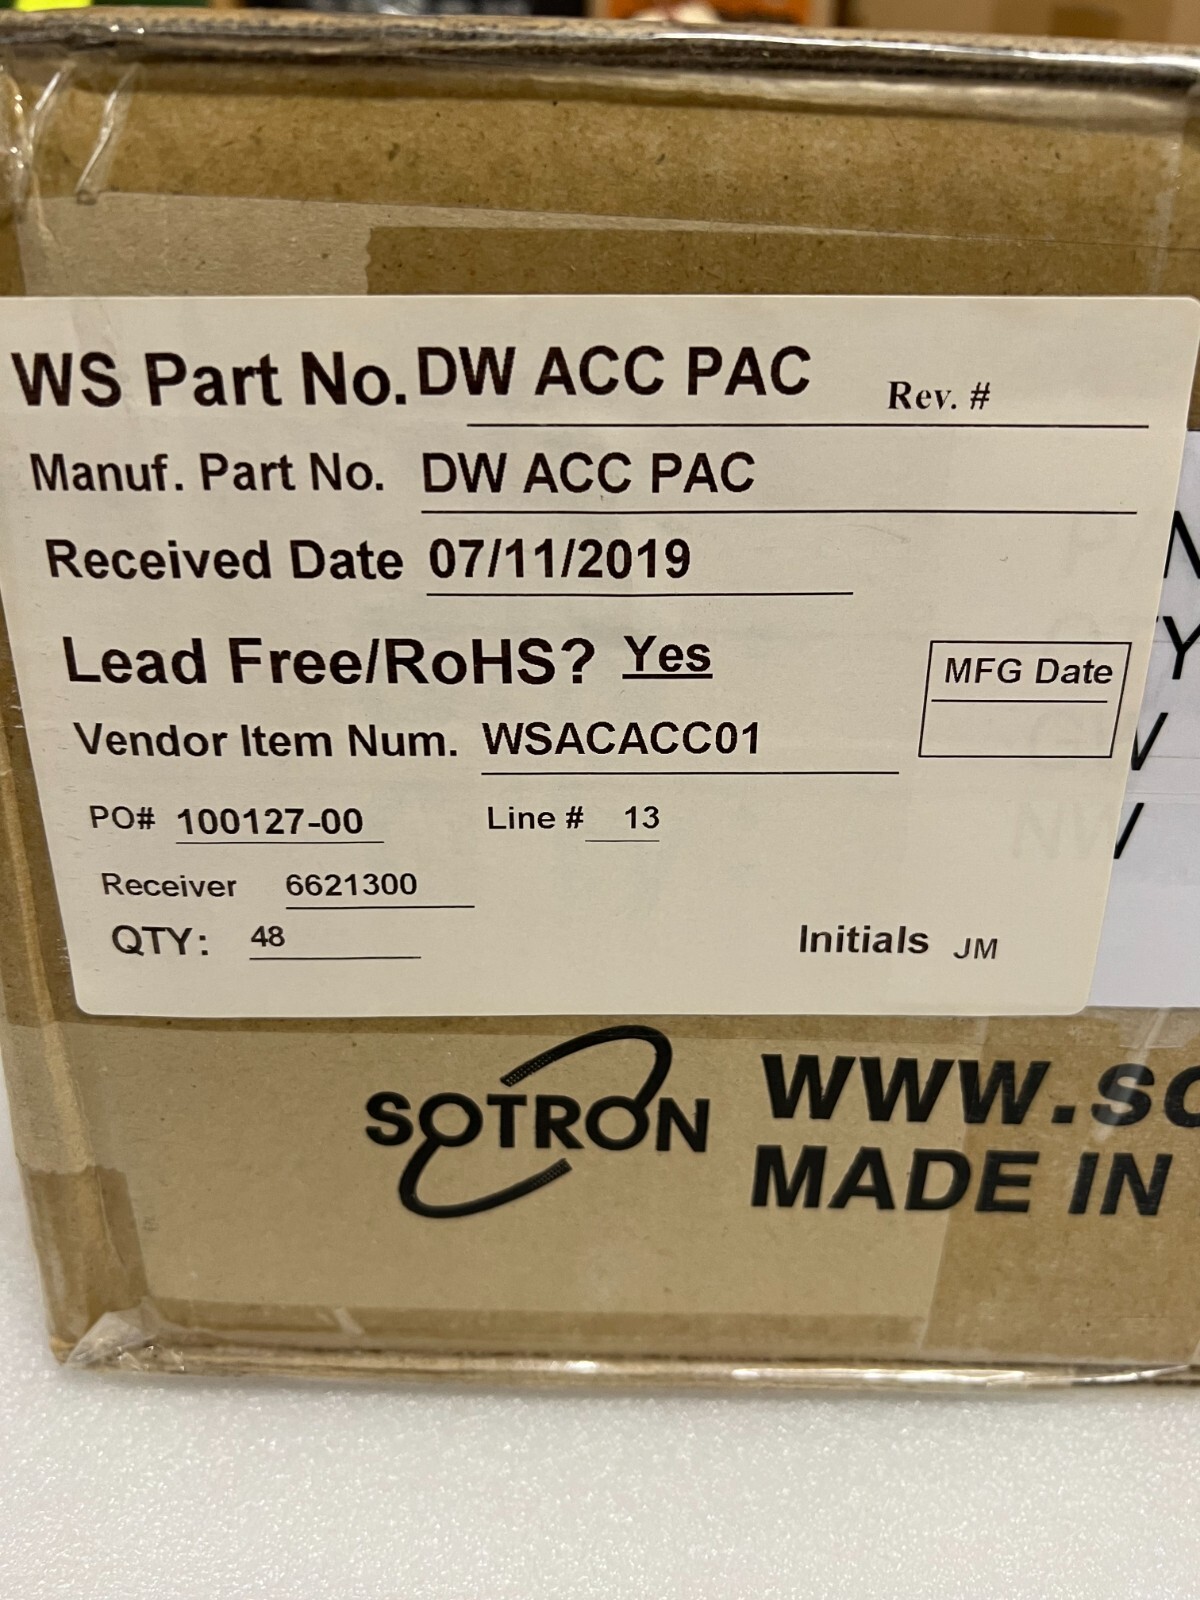 WS Part No. DW ACC PAC Rev. #
Manuf. Part No. DW ACC PAC
Received Date 07/11/2019
Lead Free/RoHS? Yes
MFG Date
Vendor Item Num. WSACACC01
PO# 100127-00 Line # 13
Receiver 6621300
QTY: 48 Initials JM
NW
SOTRON
WWW.SO
MADE IN